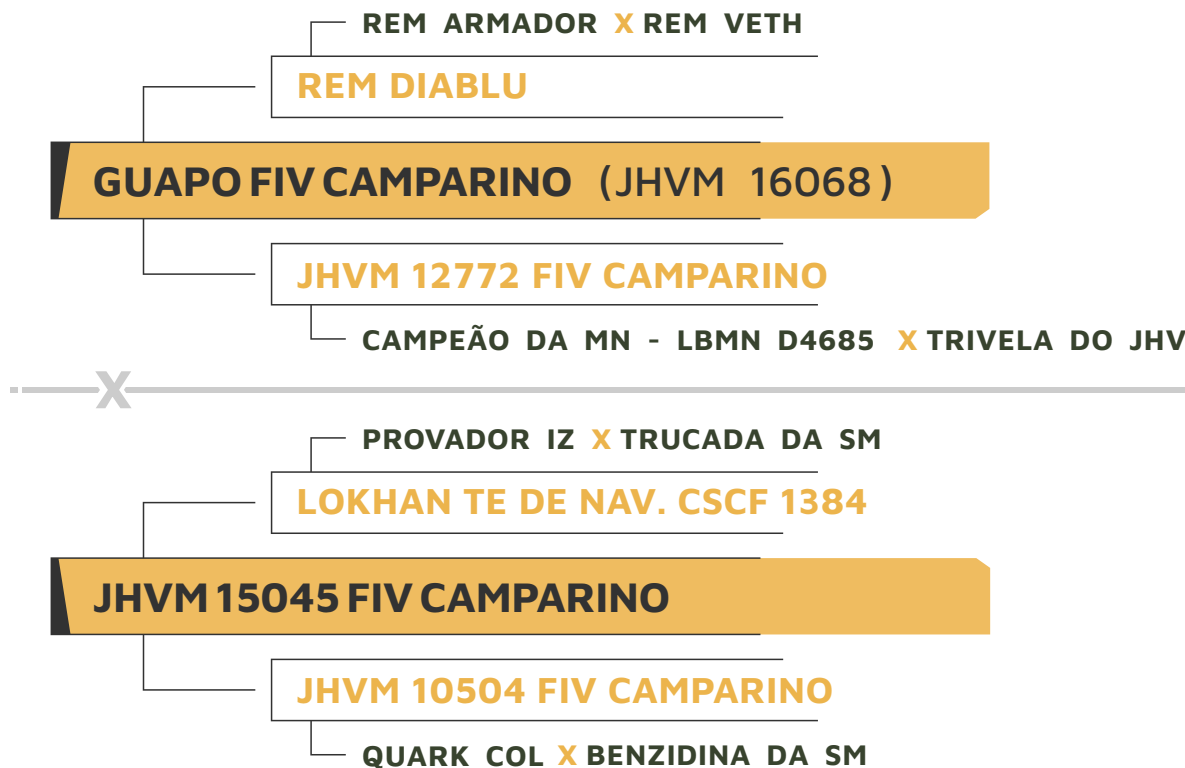 REM ARMADOR X REM VETH
REM DIABLU
GUAPO FIV CAMPARINO (JHVM 16068)
JHVM 12772 FIV CAMPARINO
CAMPEÃO DA MN - LBMN D4685 X TRIVELA DO JHV
X
PROVADOR IZ X TRUCADA DA SM
LOKHAN TE DE NAV. CSCF 1384
JHVM 15045 FIV CAMPARINO
JHVM 10504 FIV CAMPARINO
QUARK COL X BENZIDINA DA SM